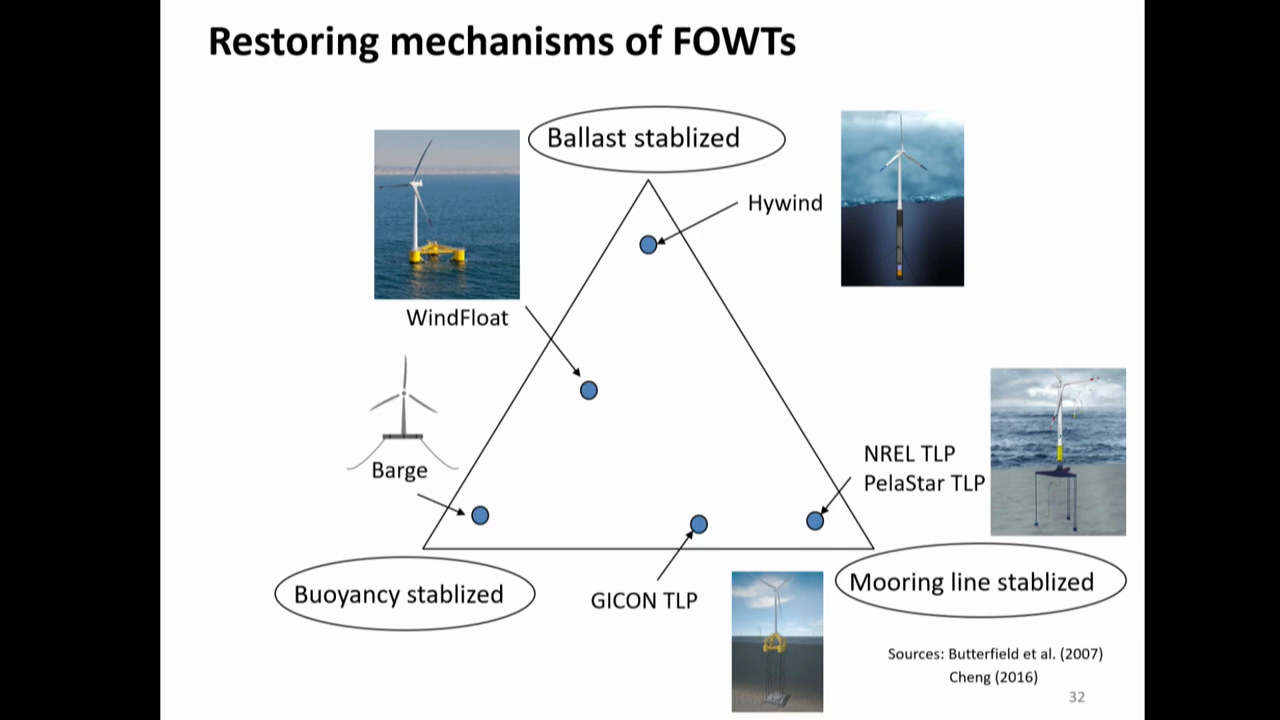 Restoring mechanisms of FOWTs
Ballast stablized
Hywind
WindFloat
Barge
NREL TLP
PelaStar TLP
Buoyancy stablized
GICON TLP
Mooring line stablized
Sources: Butterfield et al. (2007)
Cheng (2016)
32